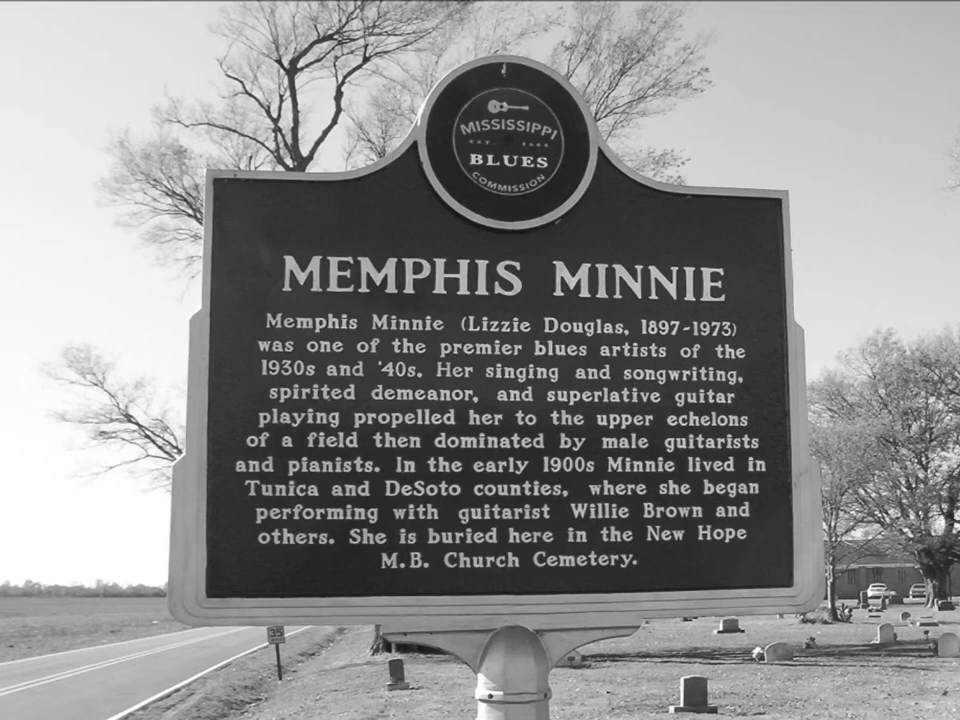 MISSISSIPPI
EST. 2003
BLUES
COMMISSION
MEMPHIS MINNIE
Memphis Minnie (Lizzie Douglas, 1897-1973)
was one of the premier blues artists of the
1930s and '40s. Her singing and songwriting,
spirited demeanor, and superlative guitar
playing propelled her to the upper echelons
of a field then dominated by male guitarists
and pianists. In the early 1900s Minnie lived in
Tunica and DeSoto counties, where she began
performing with guitarist Willie Brown and
others. She is buried here in the New Hope
M.B. Church Cemetery.
35